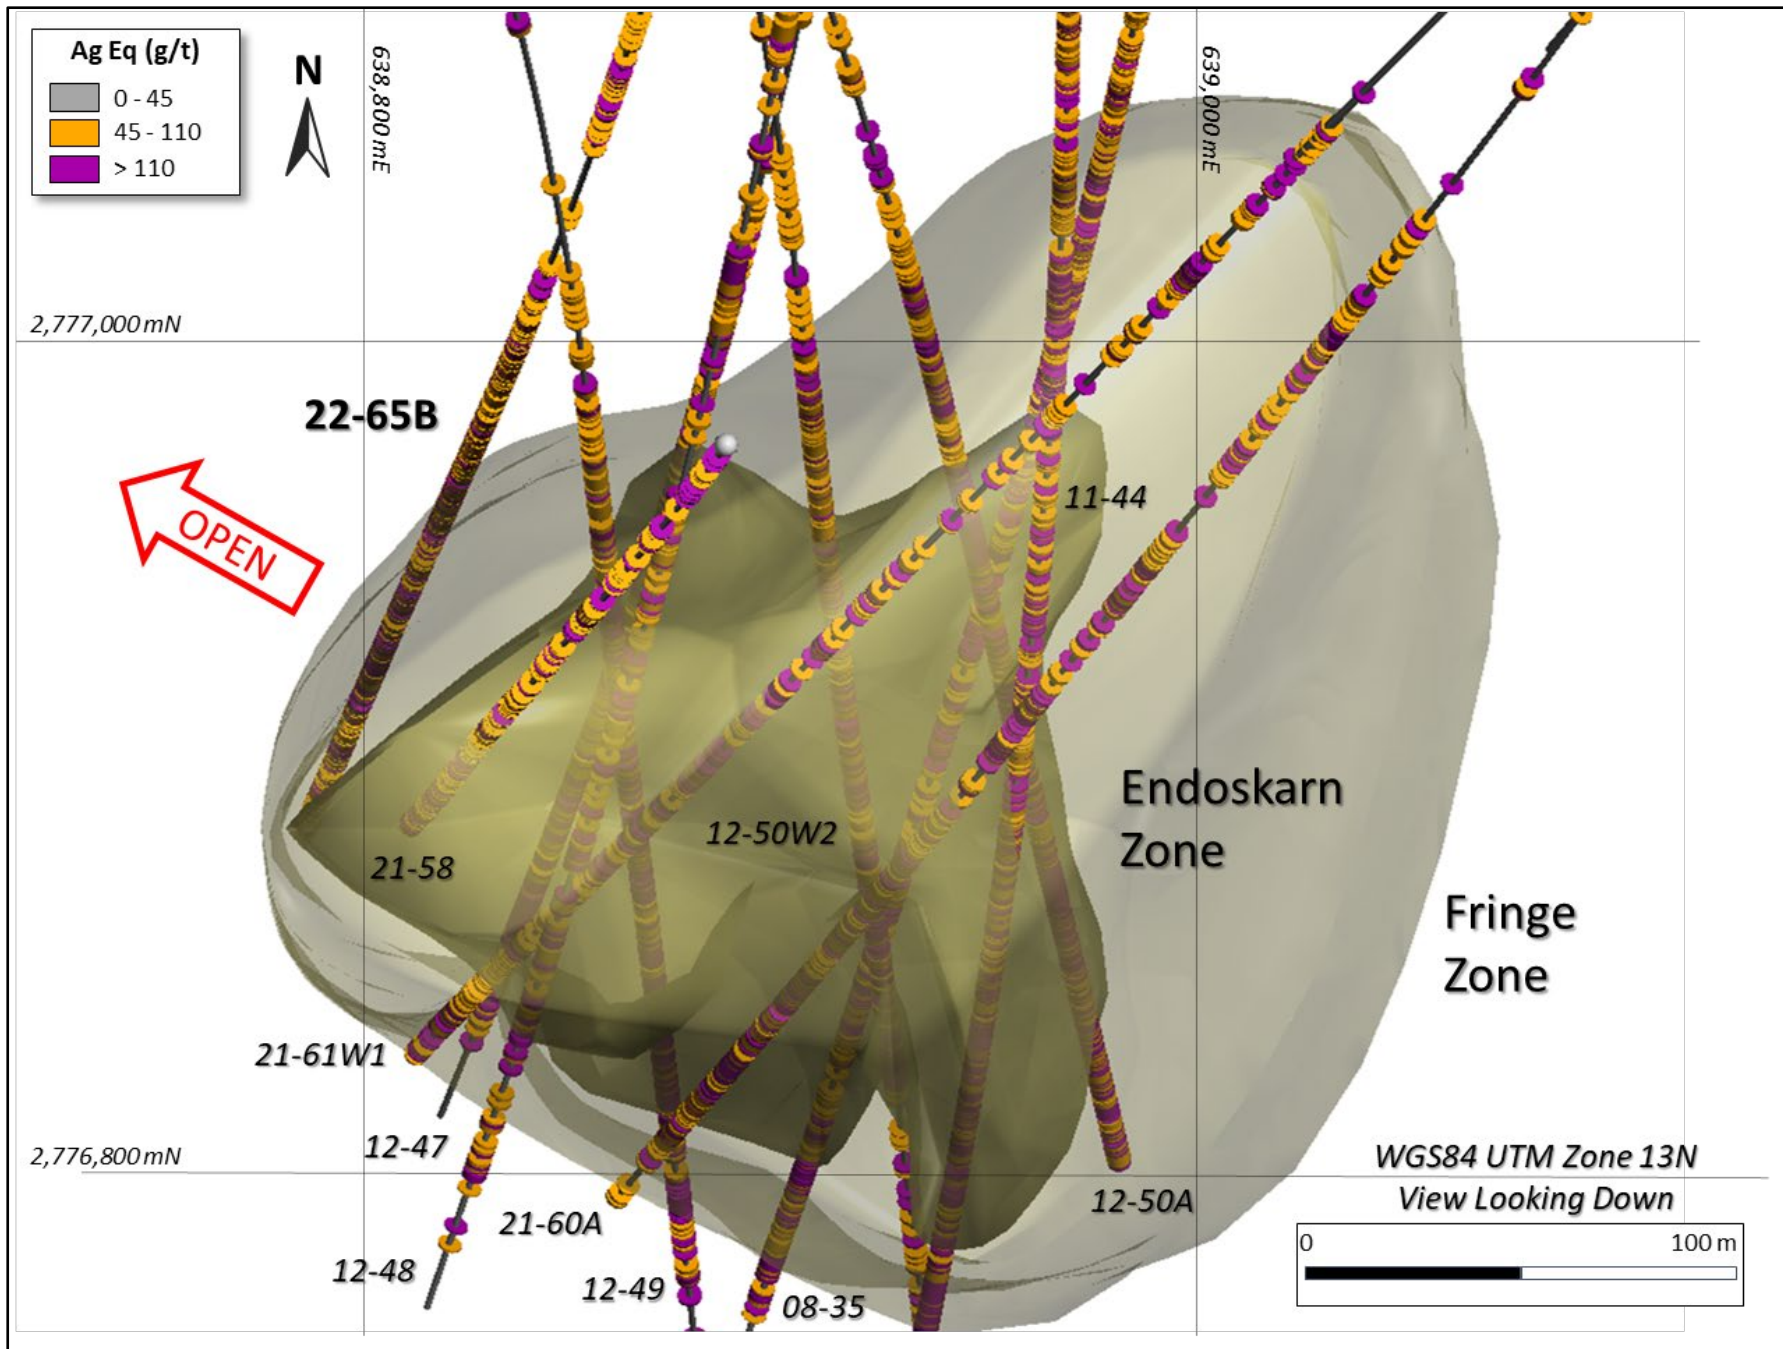 Ag Eq (g/t)
0 - 45
45 - 110
> 110
N
638,800 mE
639,000 mE
2,777,000 mN
22-65B
OPEN
11-44
Endoskarn
Zone
12-50W2
21-58
Fringe
Zone
21-61W1
12-47
2,776,800 mN
WGS84 UTM Zone 13N
View Looking Down
12-50A
21-60A
0 100 m
12-48
12-49
08-35